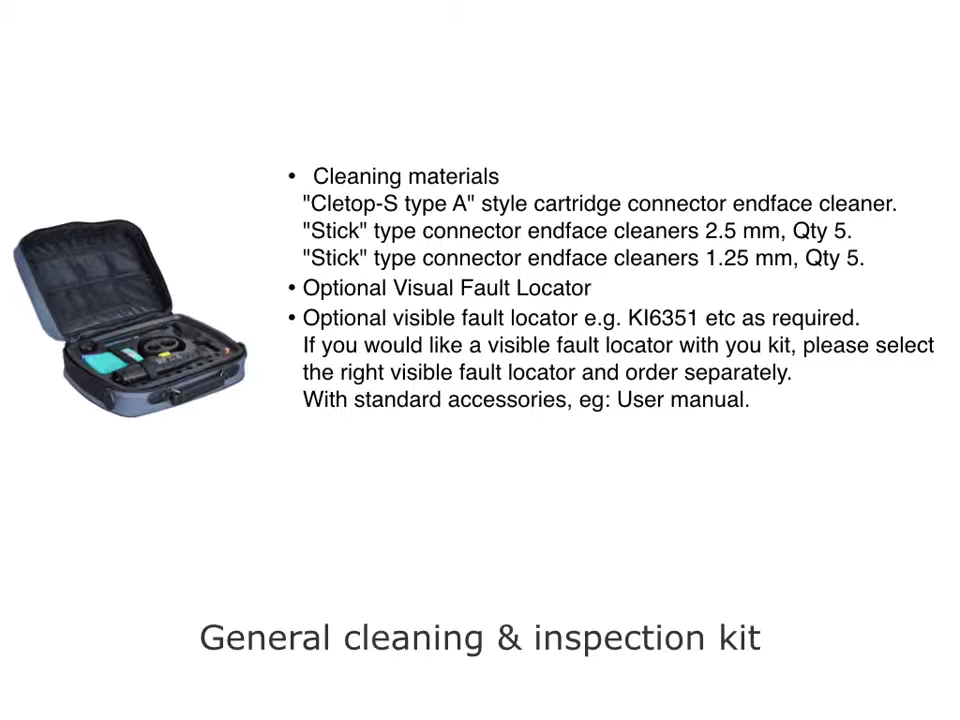 • Cleaning materials
"Cletop-S type A" style cartridge connector endface cleaner.
"Stick" type connector endface cleaners 2.5 mm, Qty 5.
"Stick" type connector endface cleaners 1.25 mm, Qty 5.
• Optional Visual Fault Locator
• Optional visible fault locator e.g. KI6351 etc as required.
If you would like a visible fault locator with you kit, please select
the right visible fault locator and order separately.
With standard accessories, eg: User manual.
General cleaning & inspection kit